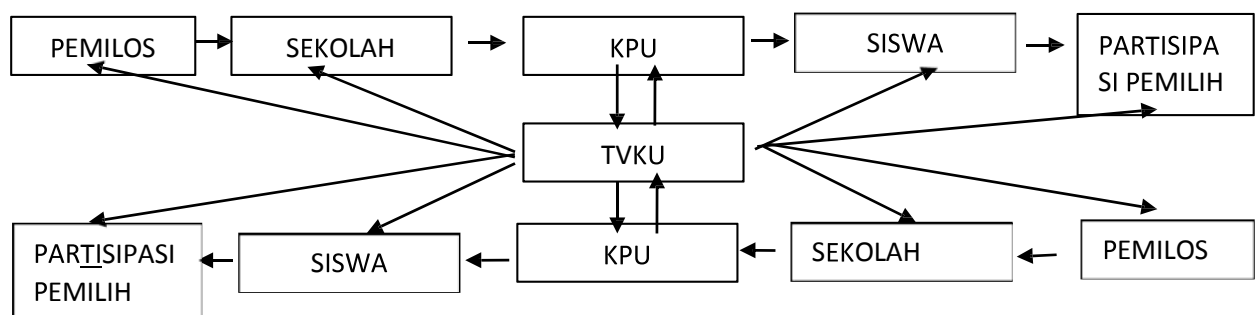 PEMILOS
SEKOLAH
KPU
SISWA
PARTISIPA
SI PEMILIH
TVKU
PARTISIPASI
PEMILIH
SISWA
KPU
SEKOLAH
PEMILOS